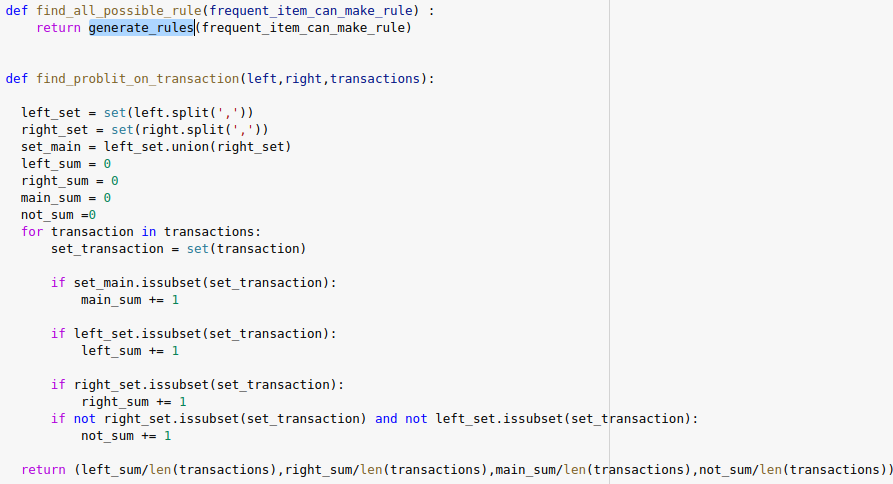 def find_all_possible_rule(frequent_item_can_make_rule) :
    return generate_rules(frequent_item_can_make_rule)
def find_problit_on_transaction(left,right,transactions):
  left_set = set(left.split(','))
  right_set = set(right.split(','))
  set_main = left_set.union(right_set)
  left_sum = 0
  right_sum = 0
  main_sum = 0
  not_sum =0
  for transaction in transactions:
      set_transaction = set(transaction)
      if set_main.issubset(set_transaction):
          main_sum += 1
      if left_set.issubset(set_transaction):
          left_sum += 1
      if right_set.issubset(set_transaction):
          right_sum += 1
      if not right_set.issubset(set_transaction) and not left_set.issubset(set_transaction):
          not_sum += 1
  return (left_sum/len(transactions),right_sum/len(transactions),main_sum/len(transactions),not_sum/len(transactions))